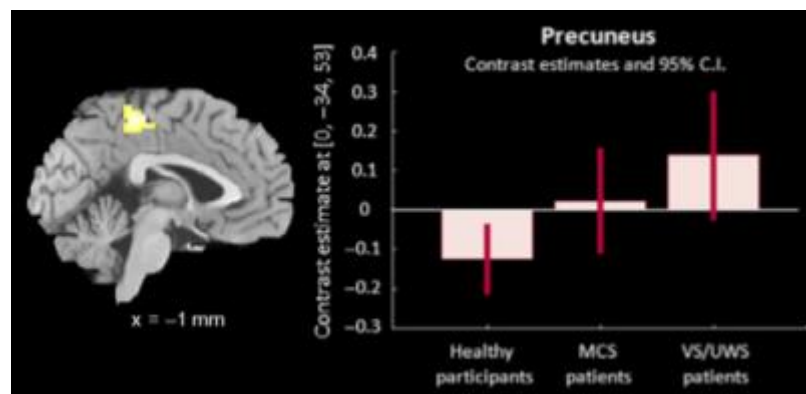 x = −1 mm
Precuneus
Contrast estimates and 95% C.I.
Contrast estimate at [0, −34, 53]
0.4
0.3
0.2
0.1
0
−0.1
−0.2
−0.3
Healthy participants
MCS patients
VS/UWS patients